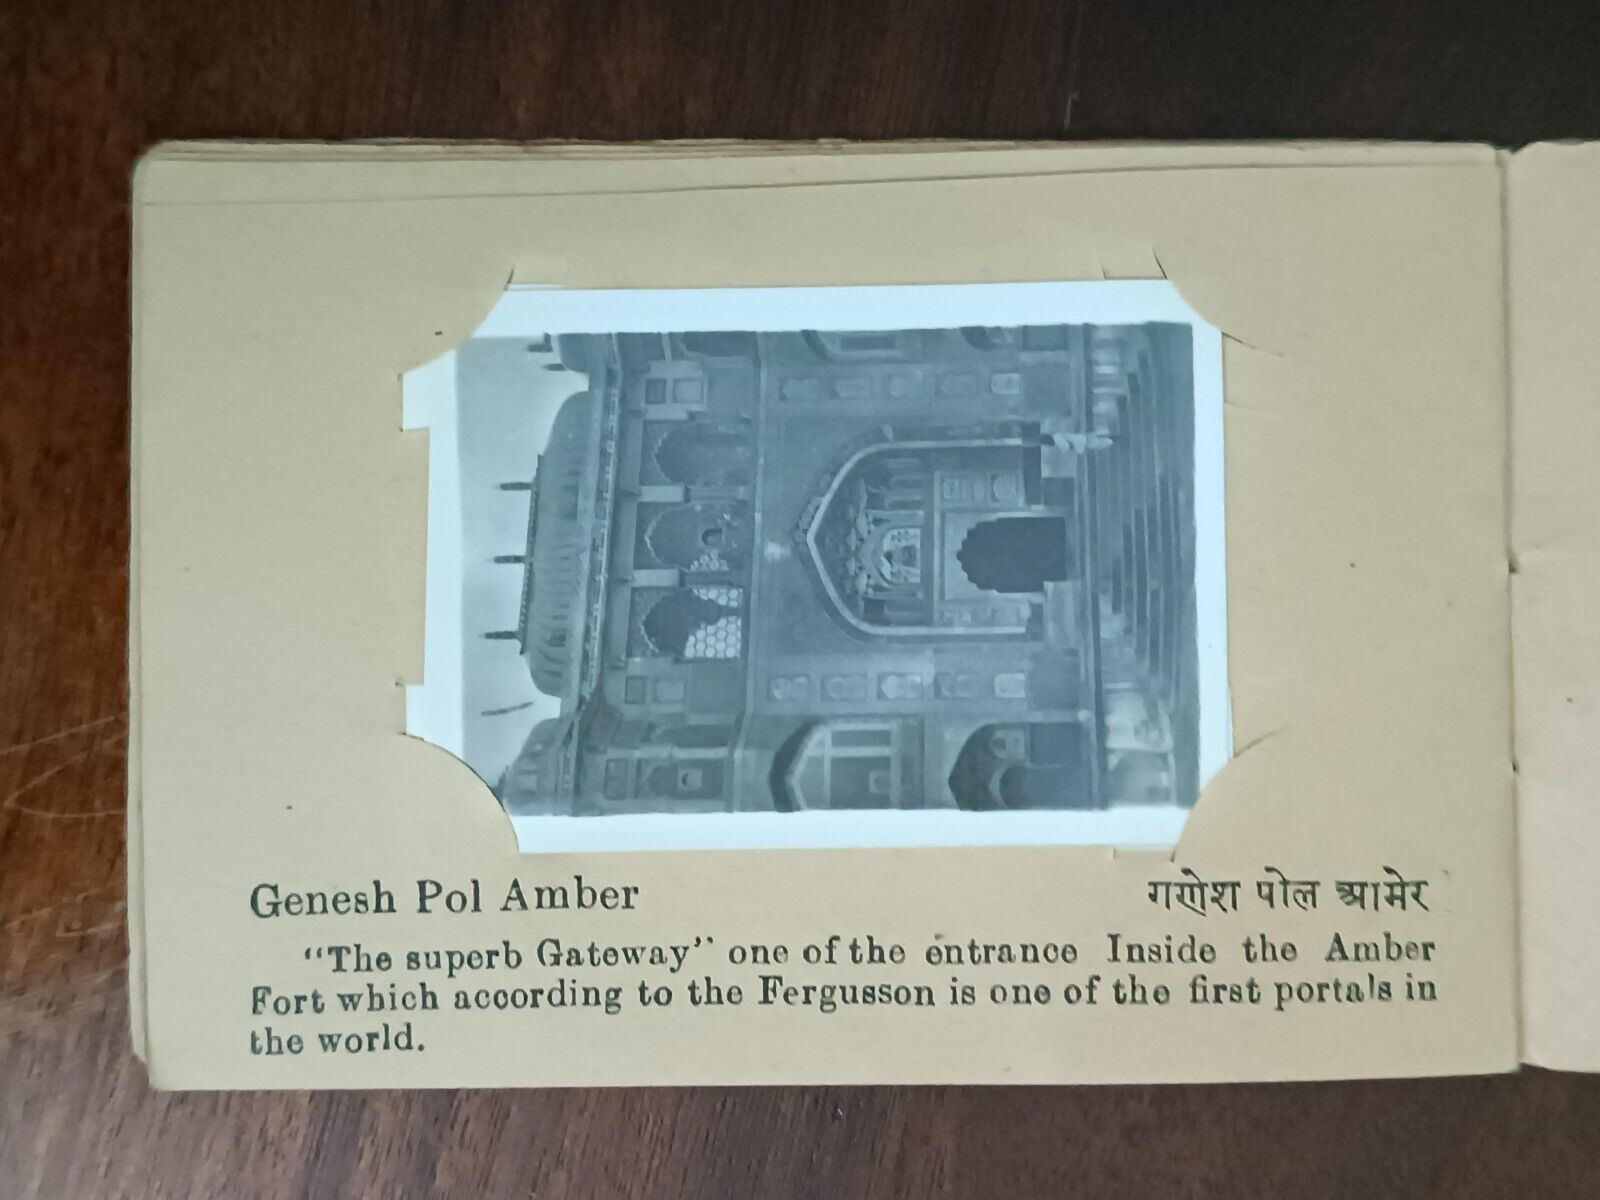 Genesh Pol Amber गणेश पोल आमेर
"The superb Gateway" one of the entrance Inside the Amber
Fort which according to the Fergusson is one of the first portals in
the world.